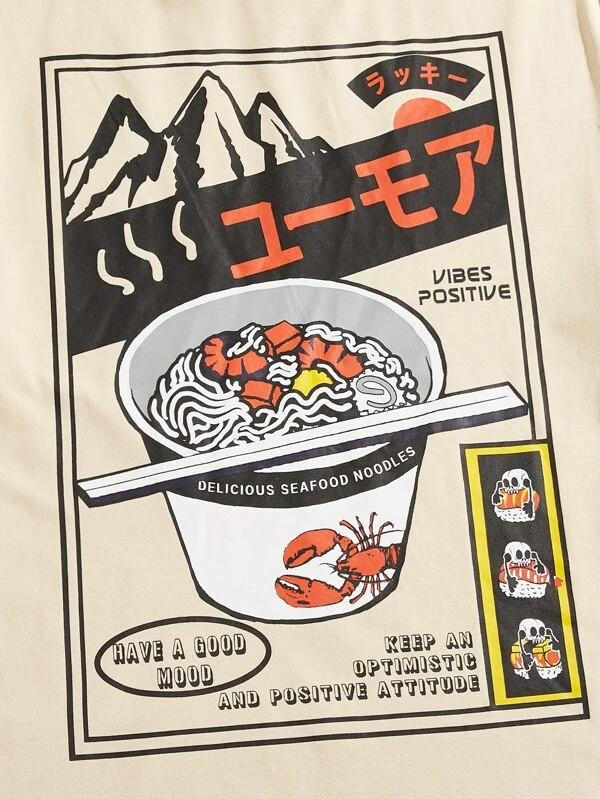 ラッキー
ユーモア
VIBES
POSITIVE
DELICIOUS SEAFOOD NOODLES
HAVE A GOOD
MOOD
KEEP AN
OPTIMISTIC
AND POSITIVE ATTITUDE